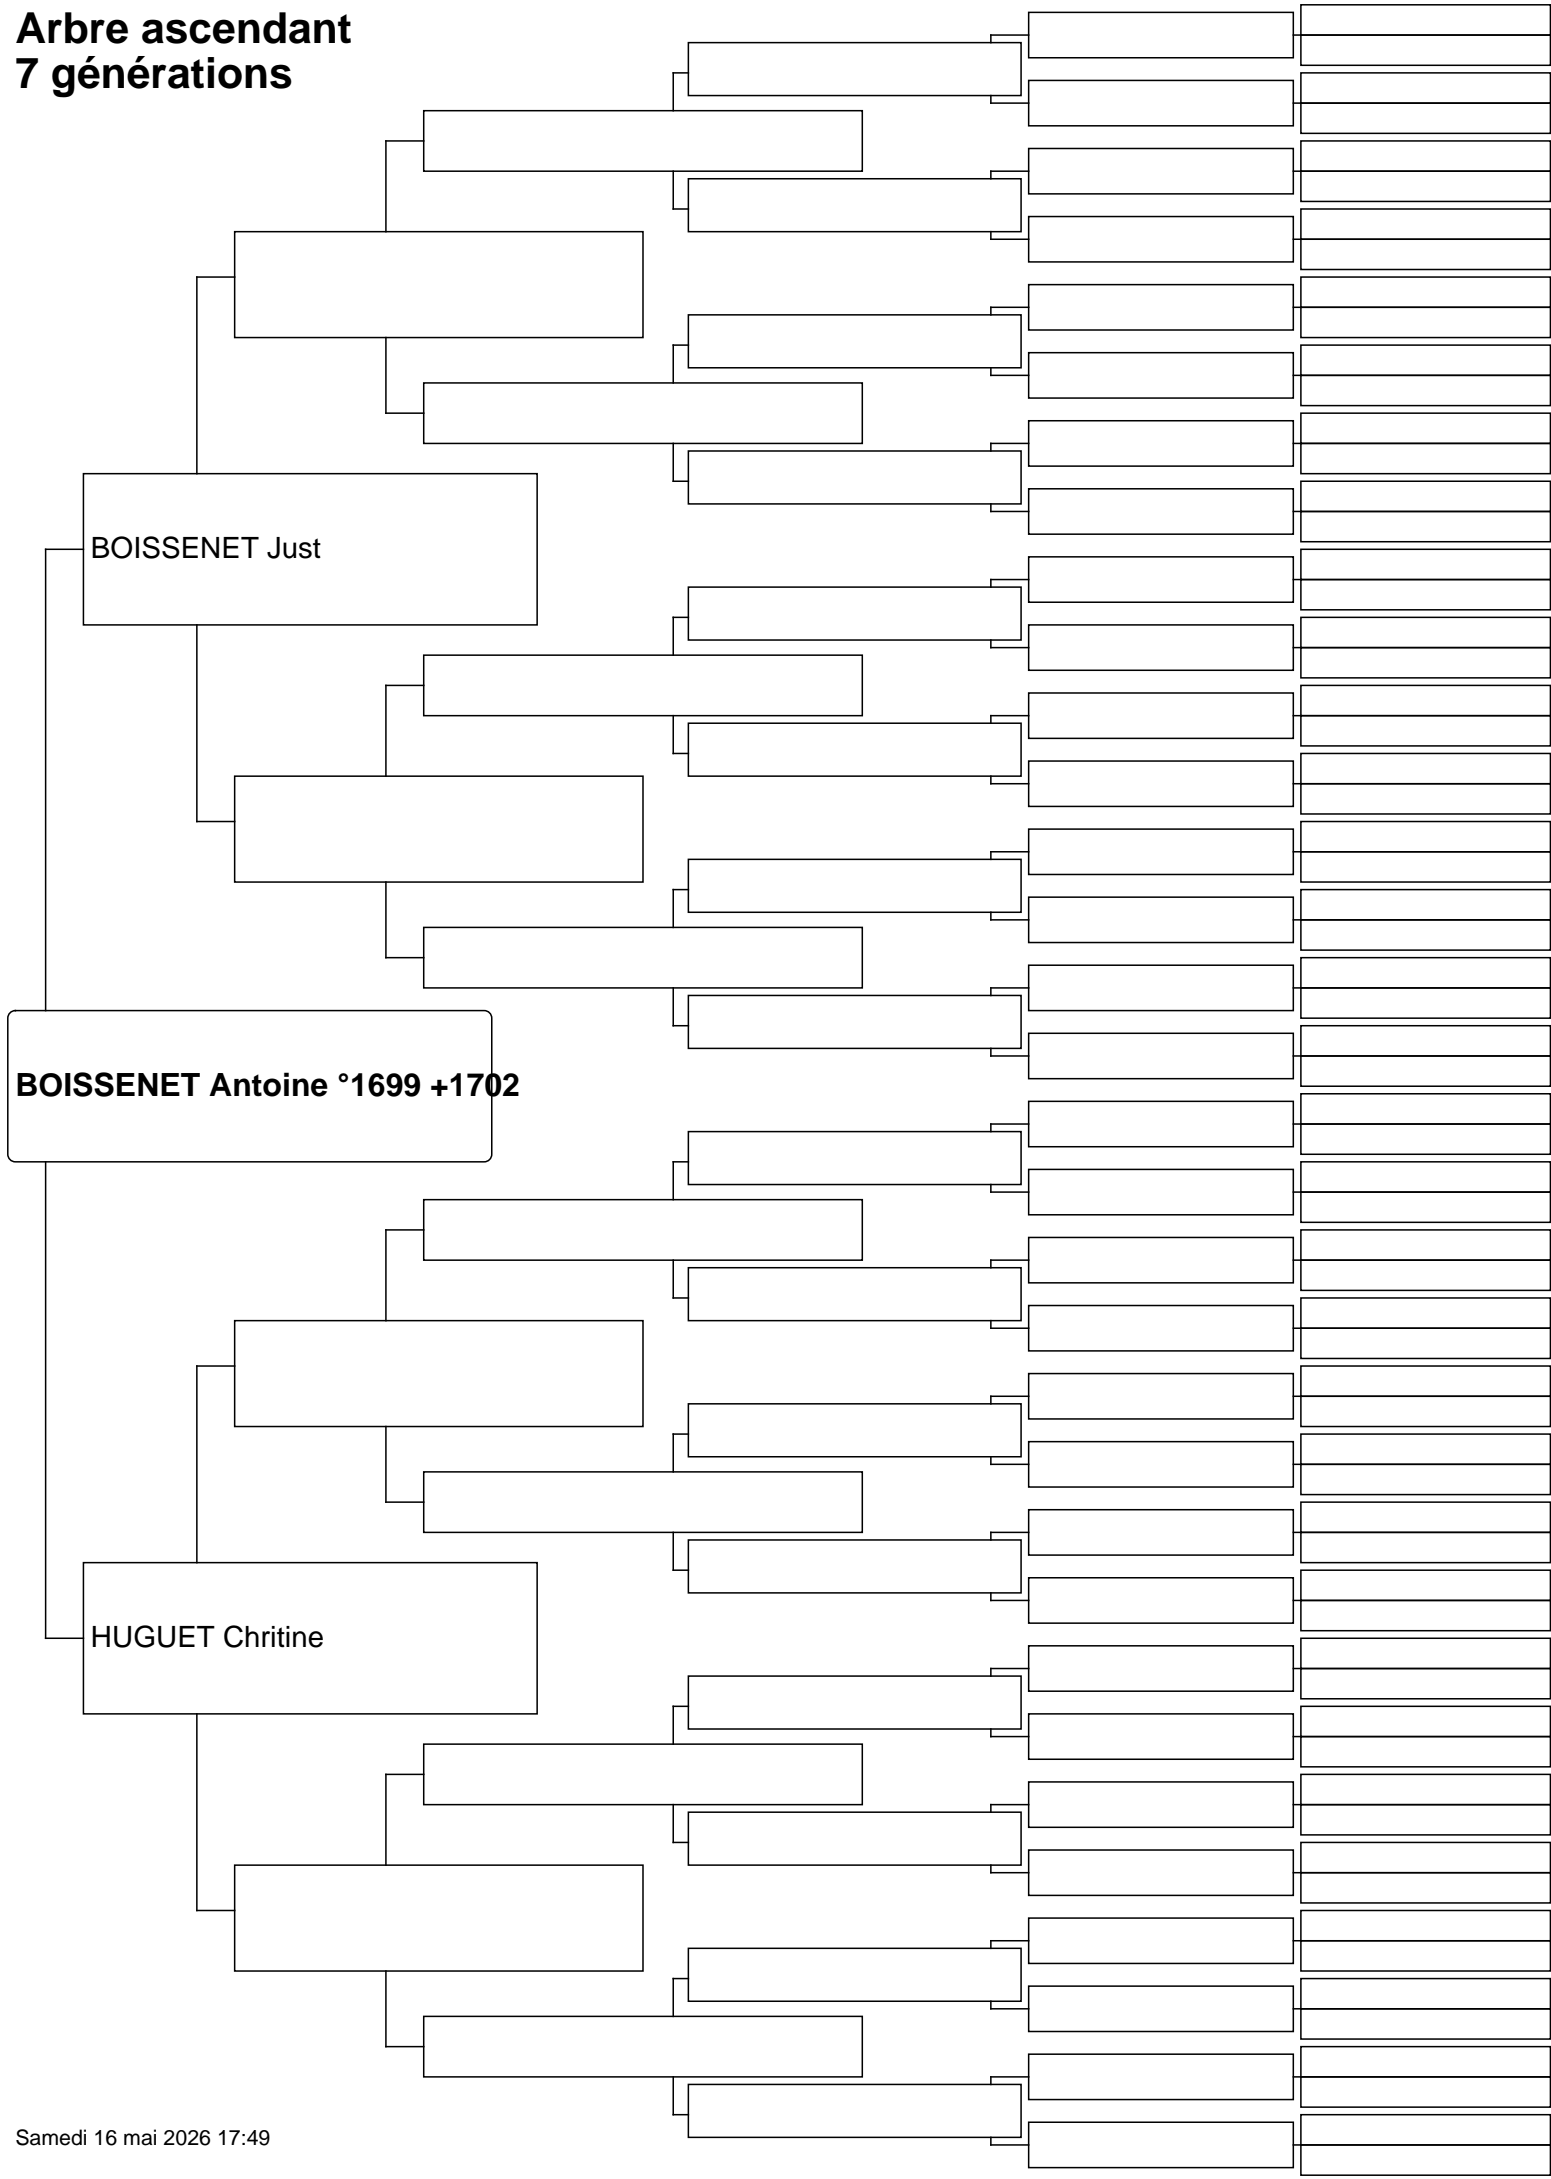 Arbre ascendant
7 générations
BOISSENET Just
BOISSENET Antoine °1699 +1702
HUGUET Chritine
Samedi 16 mai 2026 17:49